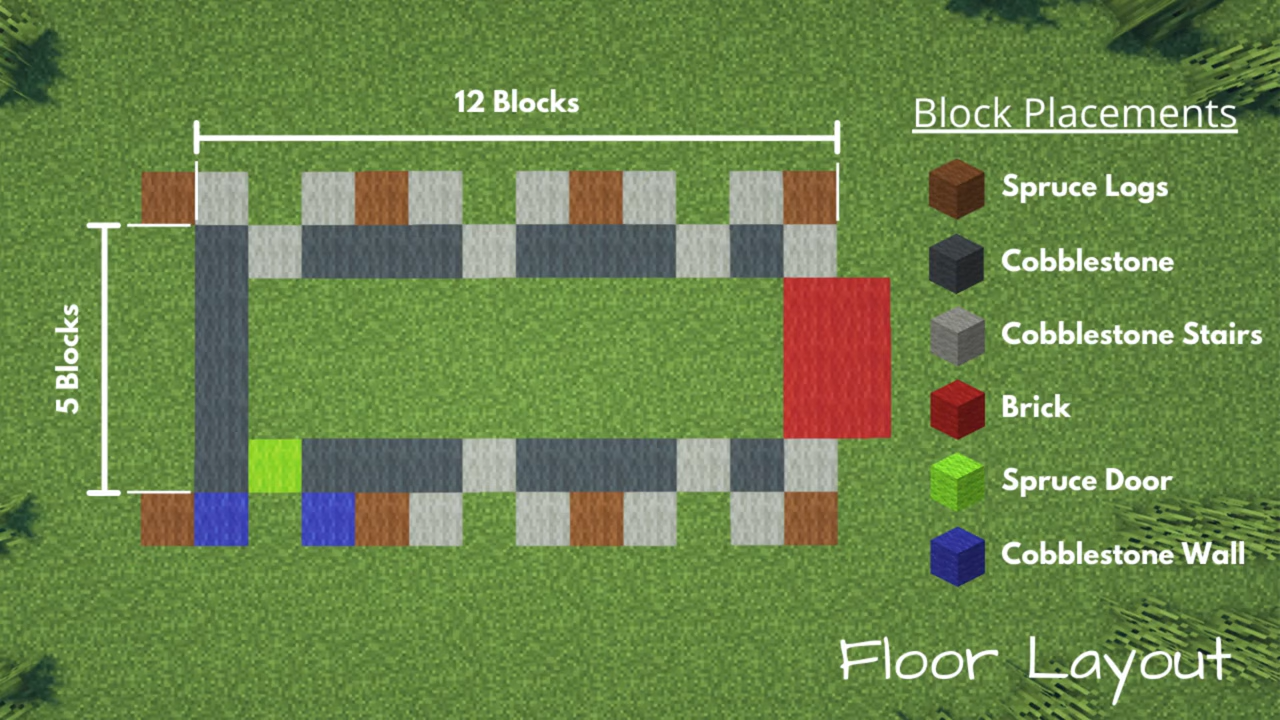 12 Blocks
Block Placements
Spruce Logs
Cobblestone
Cobblestone Stairs
Brick
Spruce Door
Cobblestone Wall
5 Blocks
Floor Layout